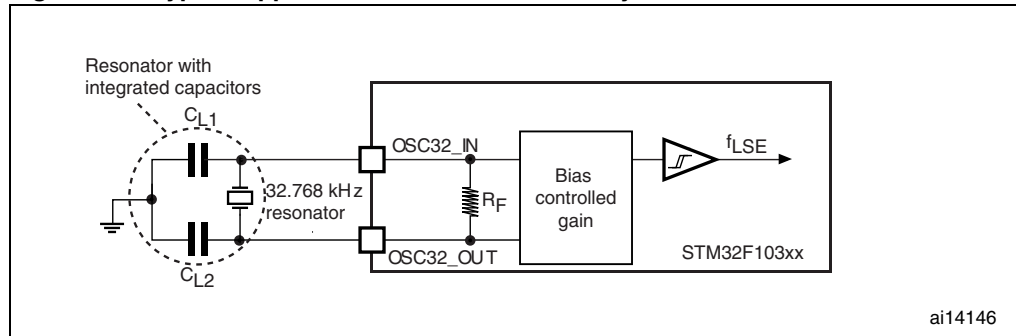 Resonator with
integrated capacitors
CL1
OSC32_IN
fLSE
32.768 kHz
resonator
RF
Bias
controlled
gain
STM32F103xx
OSC32_OUT
CL2
ai14146